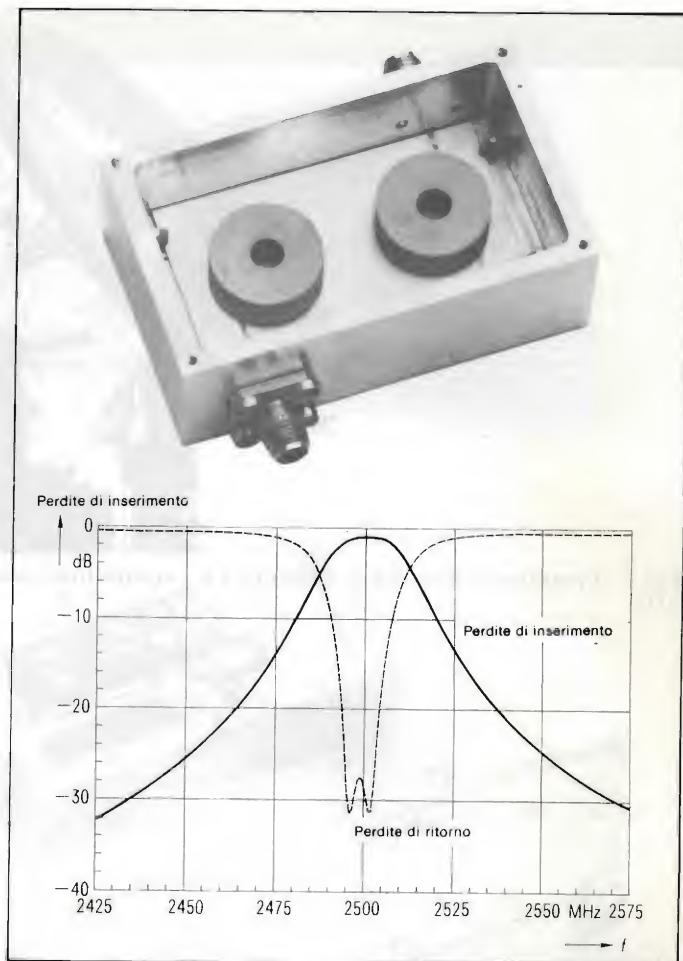 Perdite di inserimento
0
dB
−10
Perdite di inserimento
−20
−30
Perdite di ritorno
−40
2425 2450 2475 2500 2525 2550 MHz 2575
f